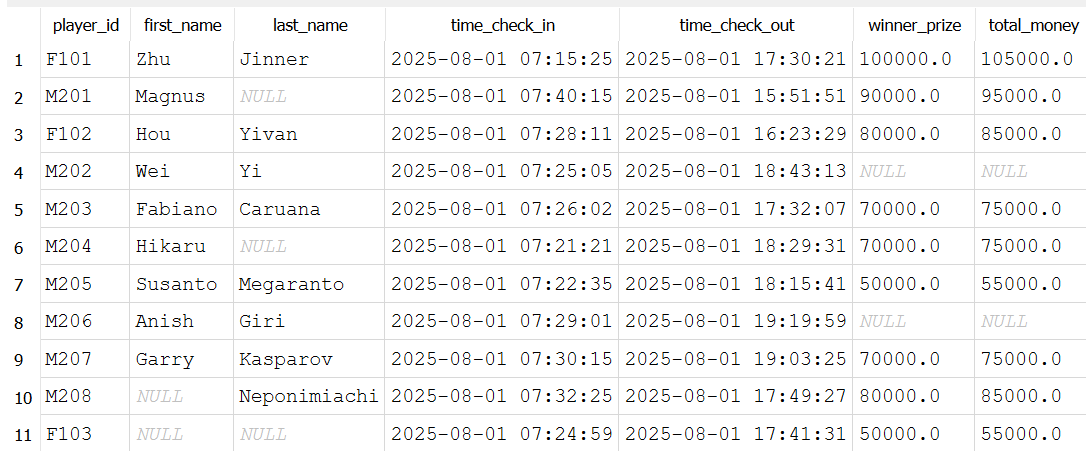 player_id first_name last_name time_check_in time_check_out winner_prize total_money
1 F101 Zhu Jinner 2025-08-01 07:15:25 2025-08-01 17:30:21 100000.0 105000.0
2 M201 Magnus NULL 2025-08-01 07:40:15 2025-08-01 15:51:51 90000.0 95000.0
3 F102 Hou Yivan 2025-08-01 07:28:11 2025-08-01 16:23:29 80000.0 85000.0
4 M202 Wei Yi 2025-08-01 07:25:05 2025-08-01 18:43:13 NULL NULL
5 M203 Fabiano Caruana 2025-08-01 07:26:02 2025-08-01 17:32:07 70000.0 75000.0
6 M204 Hikaru NULL 2025-08-01 07:21:21 2025-08-01 18:29:31 70000.0 75000.0
7 M205 Susanto Megaranto 2025-08-01 07:22:35 2025-08-01 18:15:41 50000.0 55000.0
8 M206 Anish Giri 2025-08-01 07:29:01 2025-08-01 19:19:59 NULL NULL
9 M207 Garry Kasparov 2025-08-01 07:30:15 2025-08-01 19:03:25 70000.0 75000.0
10 M208 NULL Neponimiachi 2025-08-01 07:32:25 2025-08-01 17:49:27 80000.0 85000.0
11 F103 NULL NULL 2025-08-01 07:24:59 2025-08-01 17:41:31 50000.0 55000.0